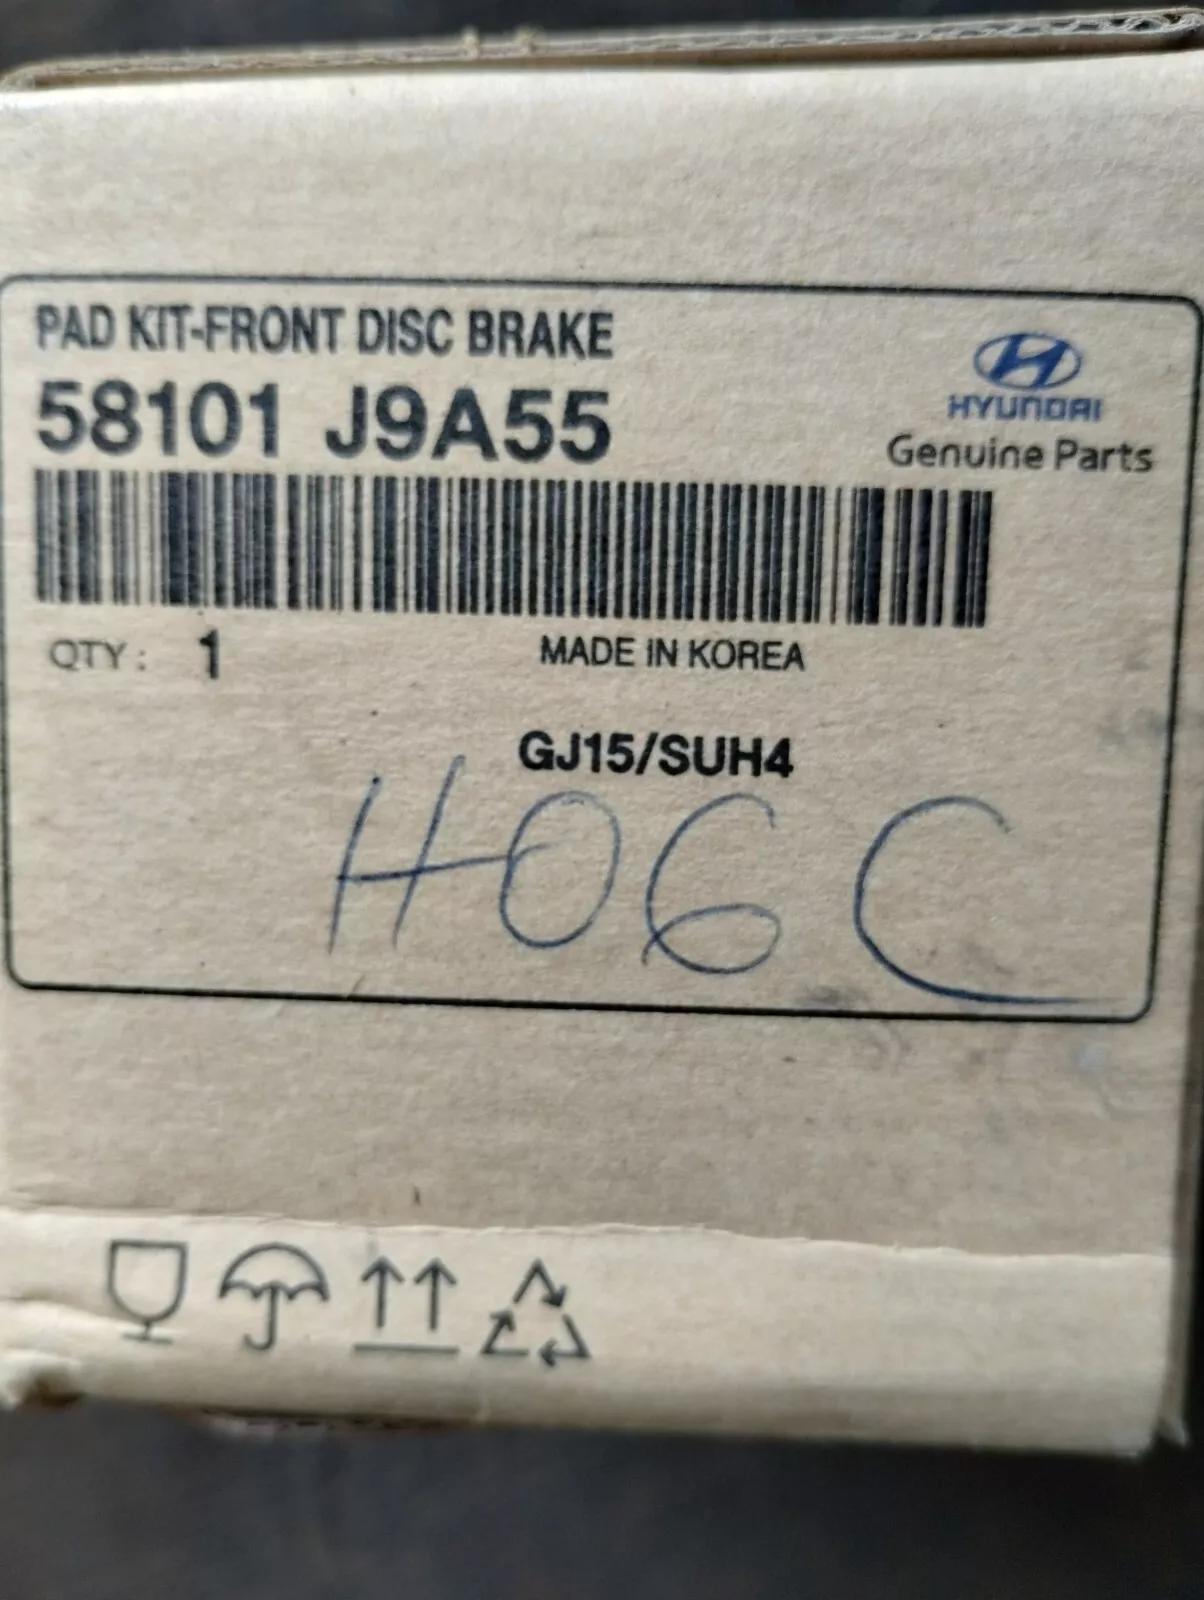 PAD KIT-FRONT DISC BRAKE
58101 J9A55
HYUNDAI
Genuine Parts
QTY : 1
MADE IN KOREA
GJ15/SUH4
H06C